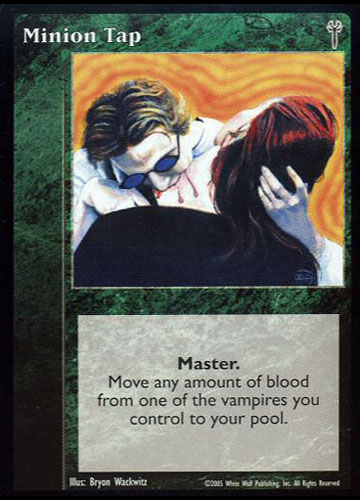 Minion Tap
Master.
Move any amount of blood
from one of the vampires you
control to your pool.
Illus: Bryon Wackwitz
©2005 White Wolf Publishing, Inc. All Rights Reserved